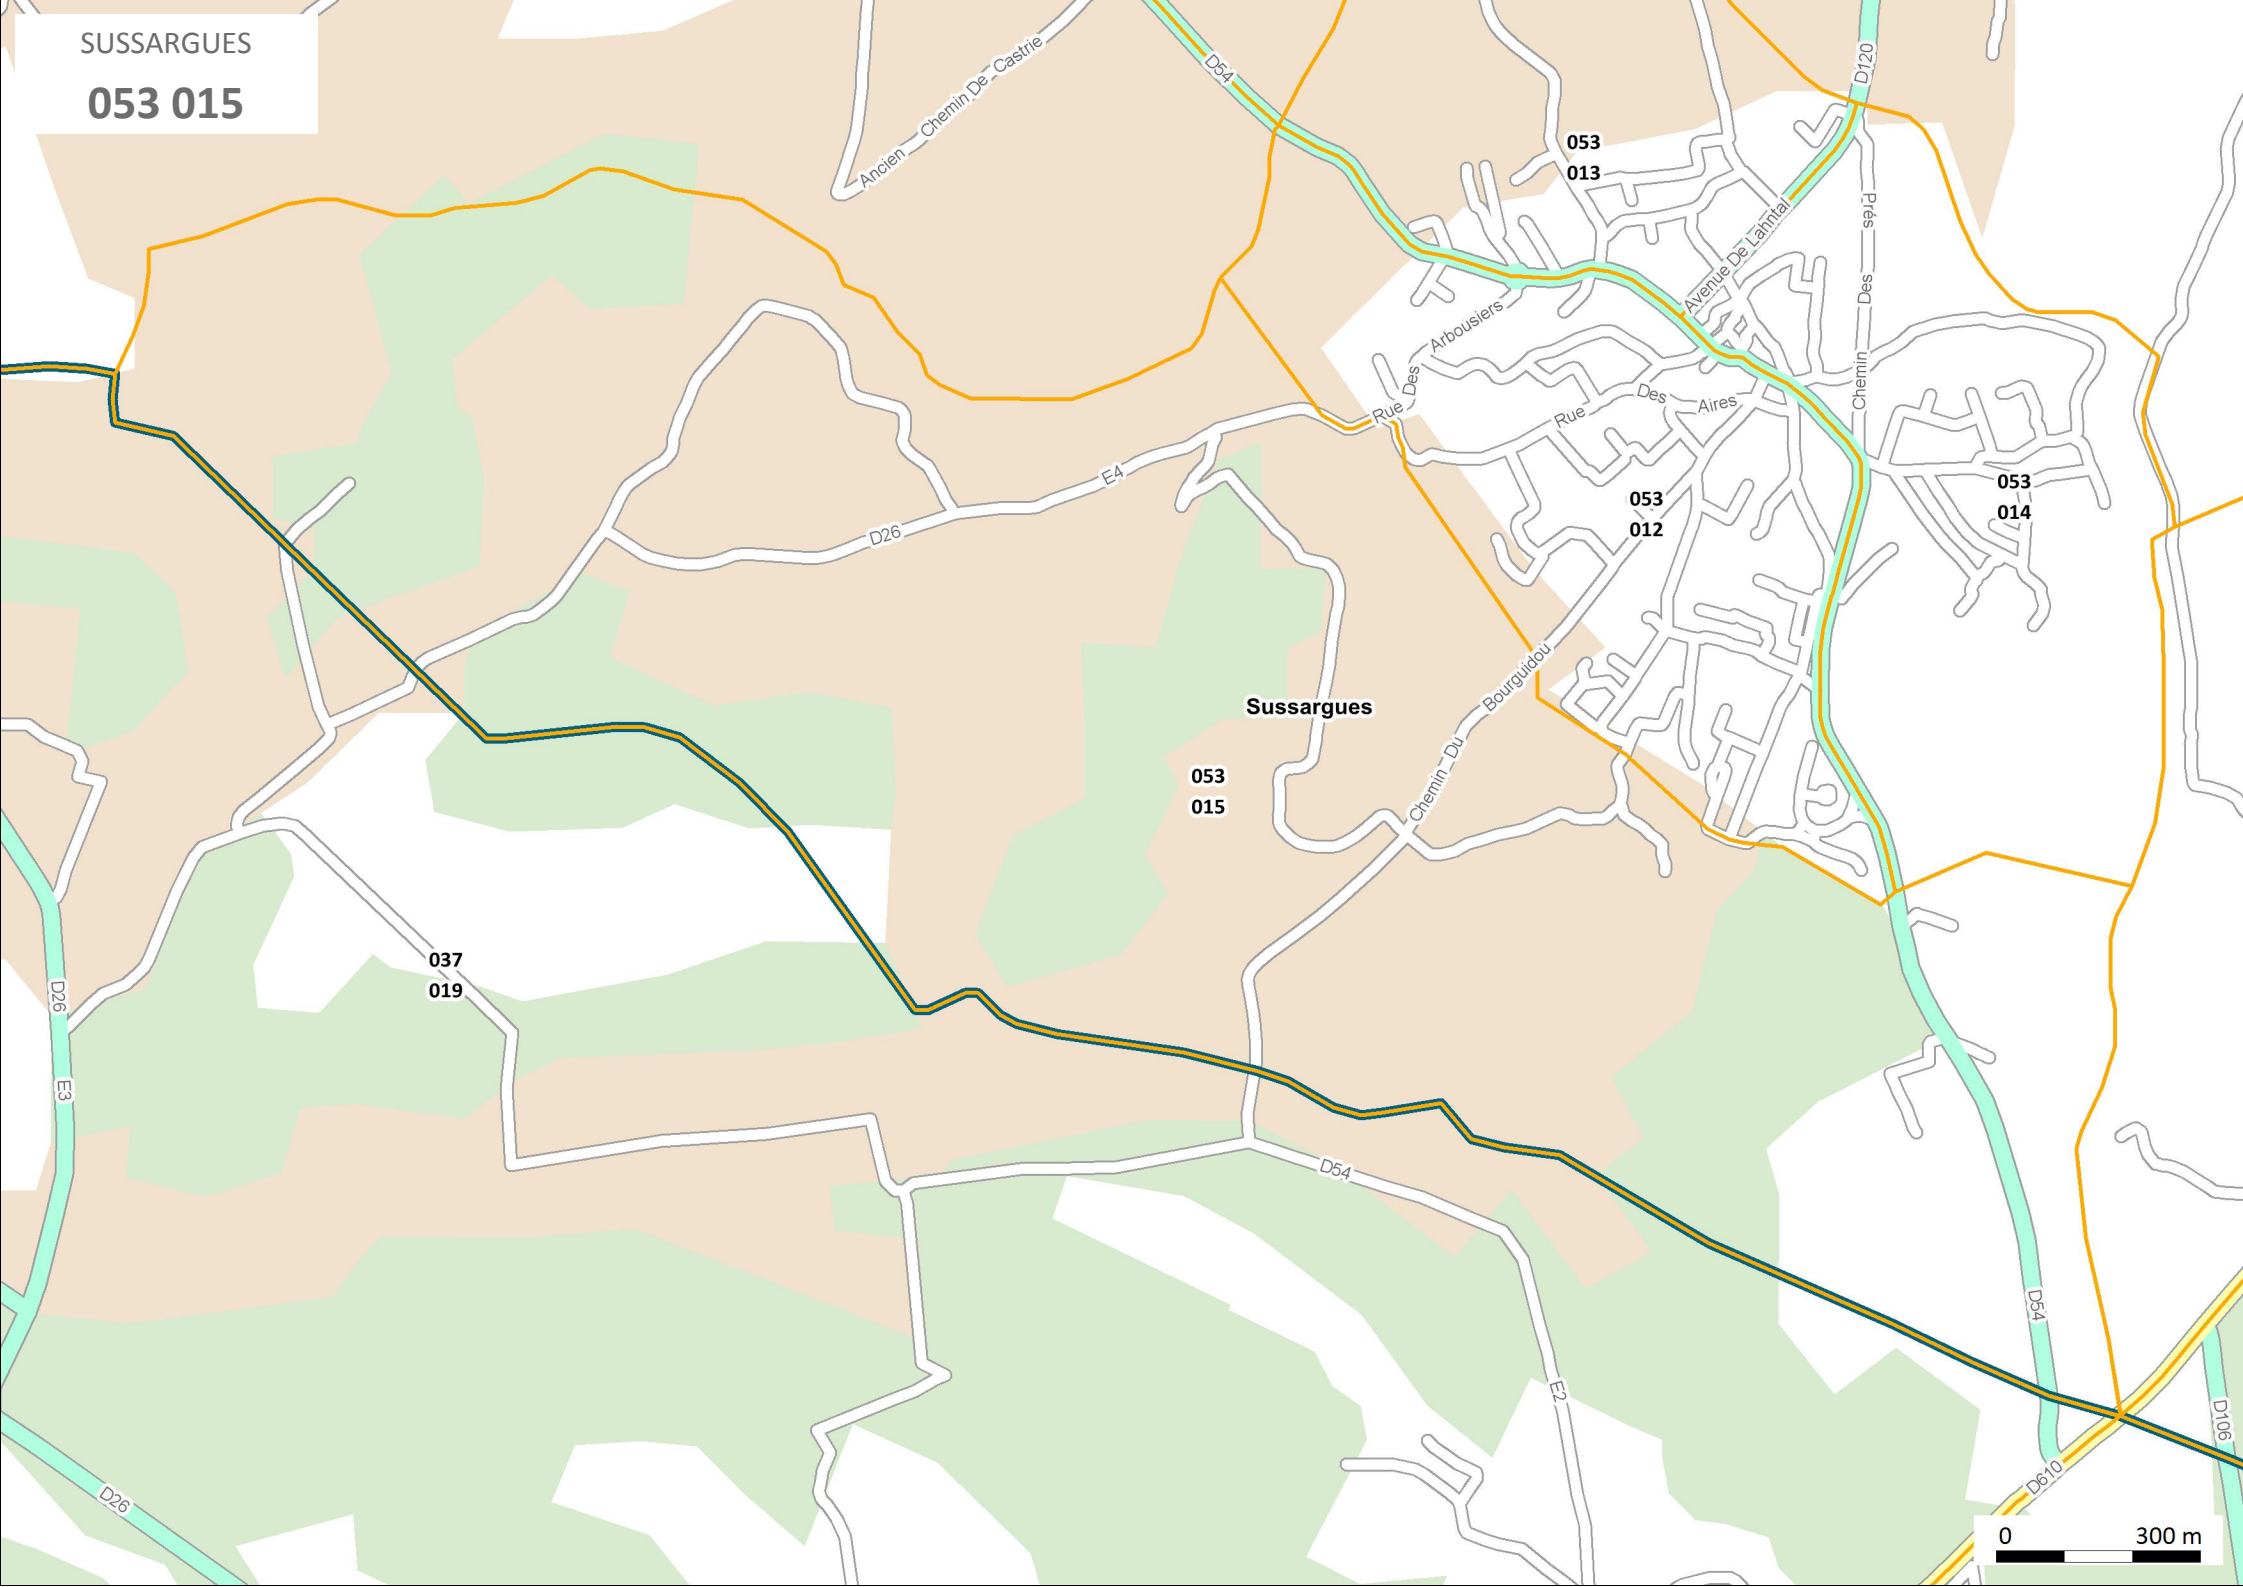 SUSSARGUES
053 015
D54
D120
Ancien Chemin De Castrie
053
013
Avenue De Lahntal
Chemin Des Prés
Rue Des Arbousiers
Rue Des Aires
E4
D26
053
012
053
014
Sussargues
Chemin Du Bourguidou
053
015
037
019
D26
E3
D54
D54
E2
D106
D610
D26
0 300 m